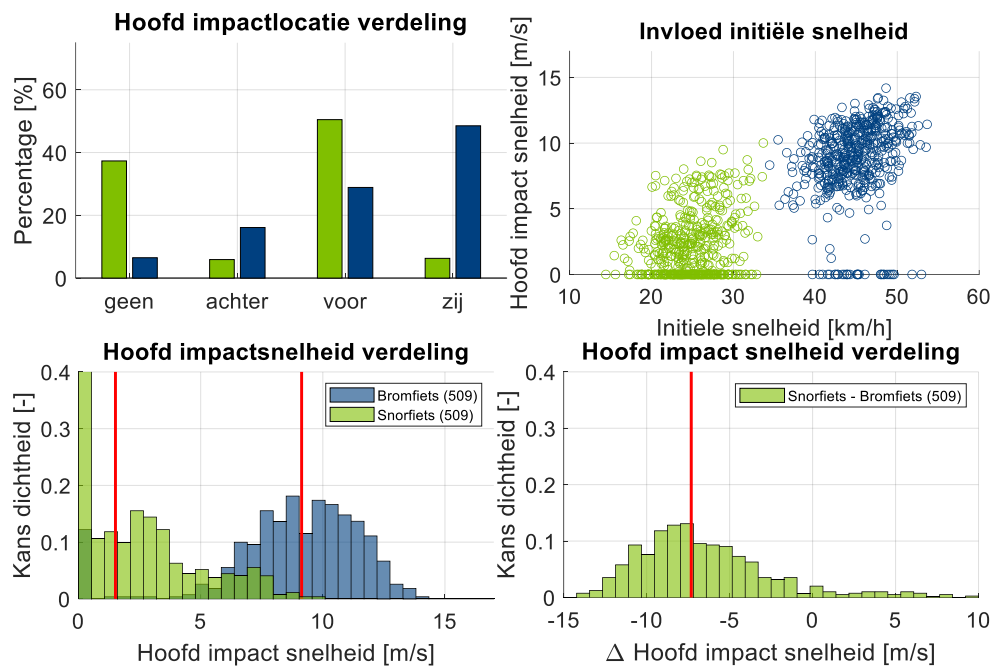 Hoofd impactlocatie verdeling
Percentage [%]
60
40
20
0
geen achter voor zij
Invloed initiële snelheid
Hoofd impact snelheid [m/s]
15
10
5
0
10 20 30 40 50 60
Initiele snelheid [km/h]
Hoofd impactsnelheid verdeling
Kans dichtheid [-]
0.4
0.3
0.2
0.1
0
Bromfiets (509)
Snorfiets (509)
0 5 10 15
Hoofd impact snelheid [m/s]
Hoofd impact snelheid verdeling
Kans dichtheid [-]
0.4
0.3
0.2
0.1
0
Snorfiets - Bromfiets (509)
-15 -10 -5 0 5 10
Δ Hoofd impact snelheid [m/s]